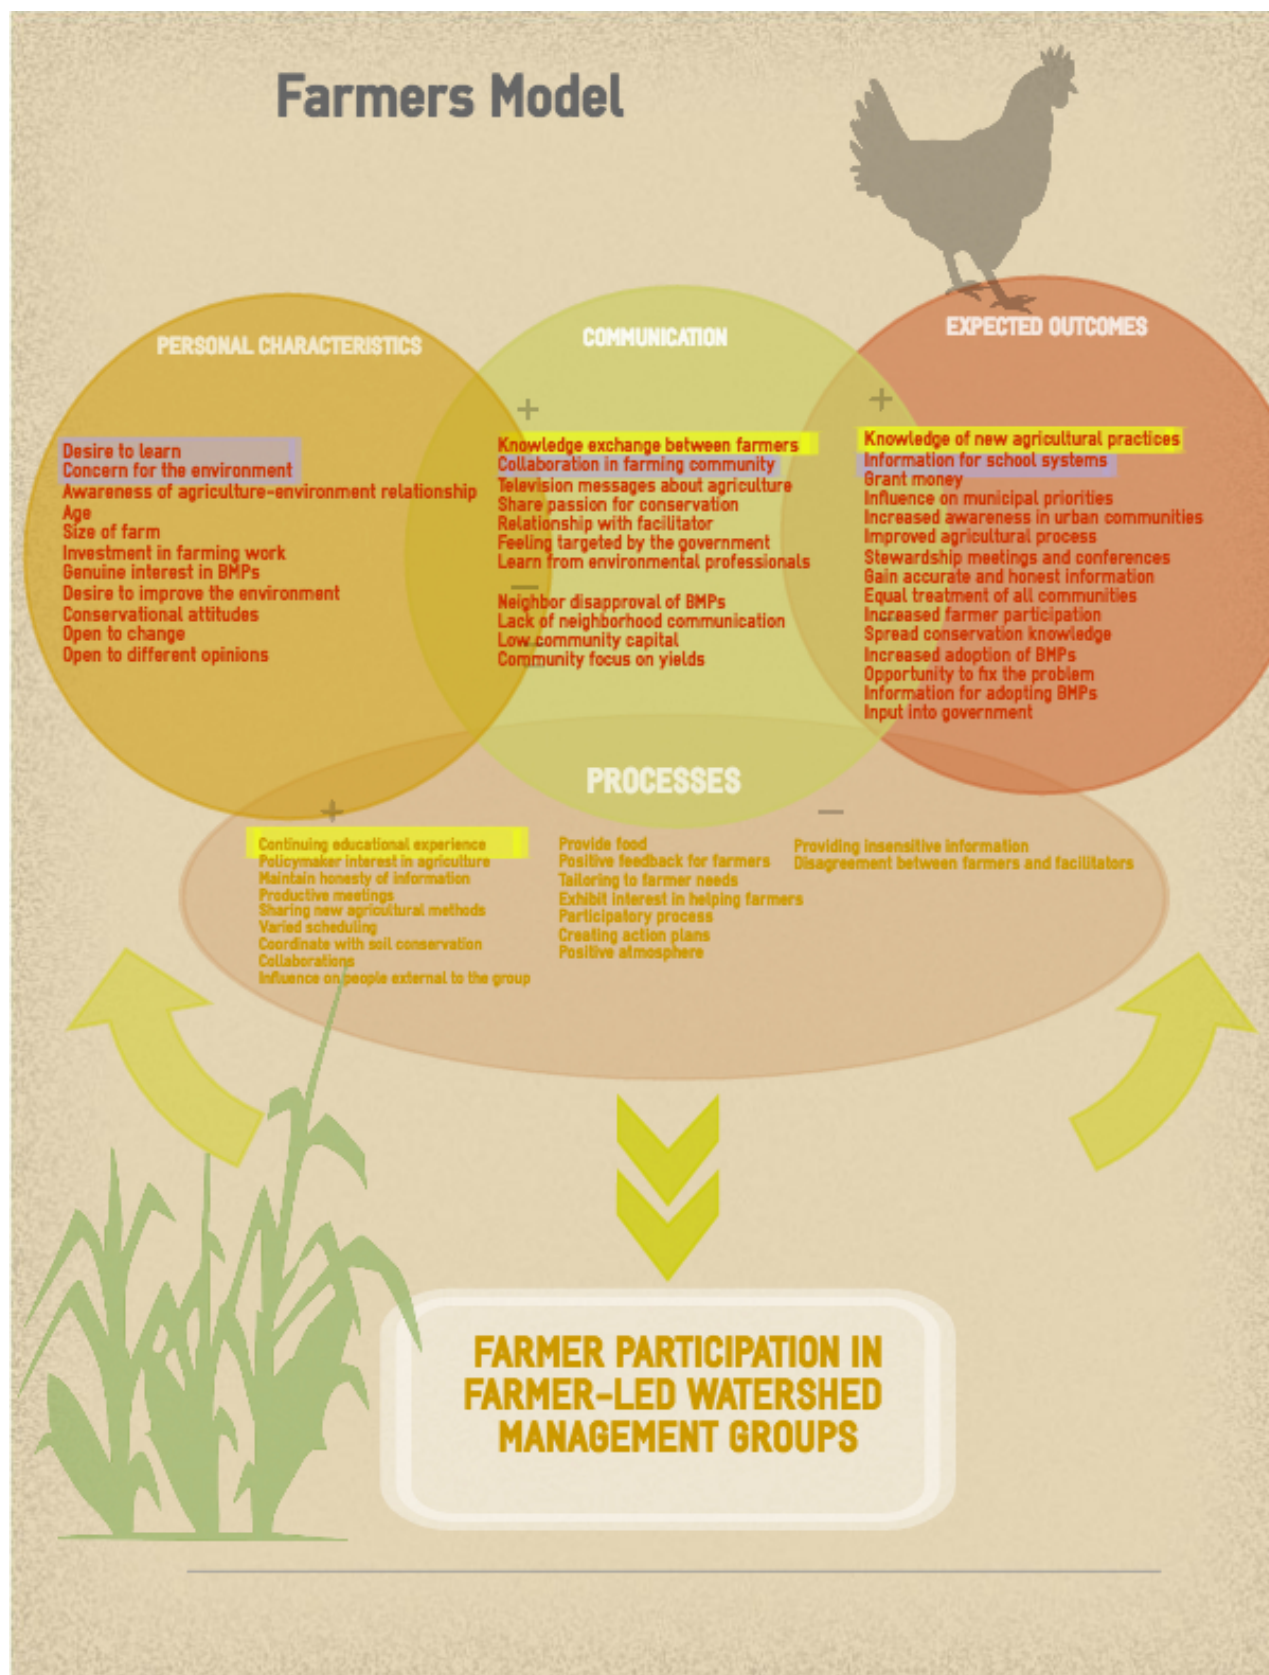 Farmers Model
PERSONAL CHARACTERISTICS
Desire to learn
Concern for the environment
Awareness of agriculture-environment relationship
Age
Size of farm
Investment in farming work
Genuine interest in BMPs
Desire to improve the environment
Conservational attitudes
Open to change
Open to different opinions
COMMUNICATION
+
Knowledge exchange between farmers
Collaboration in farming community
Television messages about agriculture
Share passion for conservation
Relationship with facilitator
Feeling targeted by the government
Learn from environmental professionals
—
Neighbor disapproval of BMPs
Lack of neighborhood communication
Low community capital
Community focus on yields
EXPECTED OUTCOMES
+
Knowledge of new agricultural practices
Information for school systems
Grant money
Influence on municipal priorities
Increased awareness in urban communities
Improved agricultural process
Stewardship meetings and conferences
Gain accurate and honest information
Equal treatment of all communities
Increased farmer participation
Spread conservation knowledge
Increased adoption of BMPs
Opportunity to fix the problem
Information for adopting BMPs
Input into government
PROCESSES
+
Continuing educational experience
Policymaker interest in agriculture
Maintain honesty of information
Productive meetings
Sharing new agricultural methods
Varied scheduling
Coordinate with soil conservation
Collaborations
Influence on people external to the group
Provide food
Positive feedback for farmers
Tailoring to farmer needs
Exhibit interest in helping farmers
Participatory process
Creating action plans
Positive atmosphere
—
Providing insensitive information
Disagreement between farmers and facilitators
FARMER PARTICIPATION IN
FARMER-LED WATERSHED
MANAGEMENT GROUPS